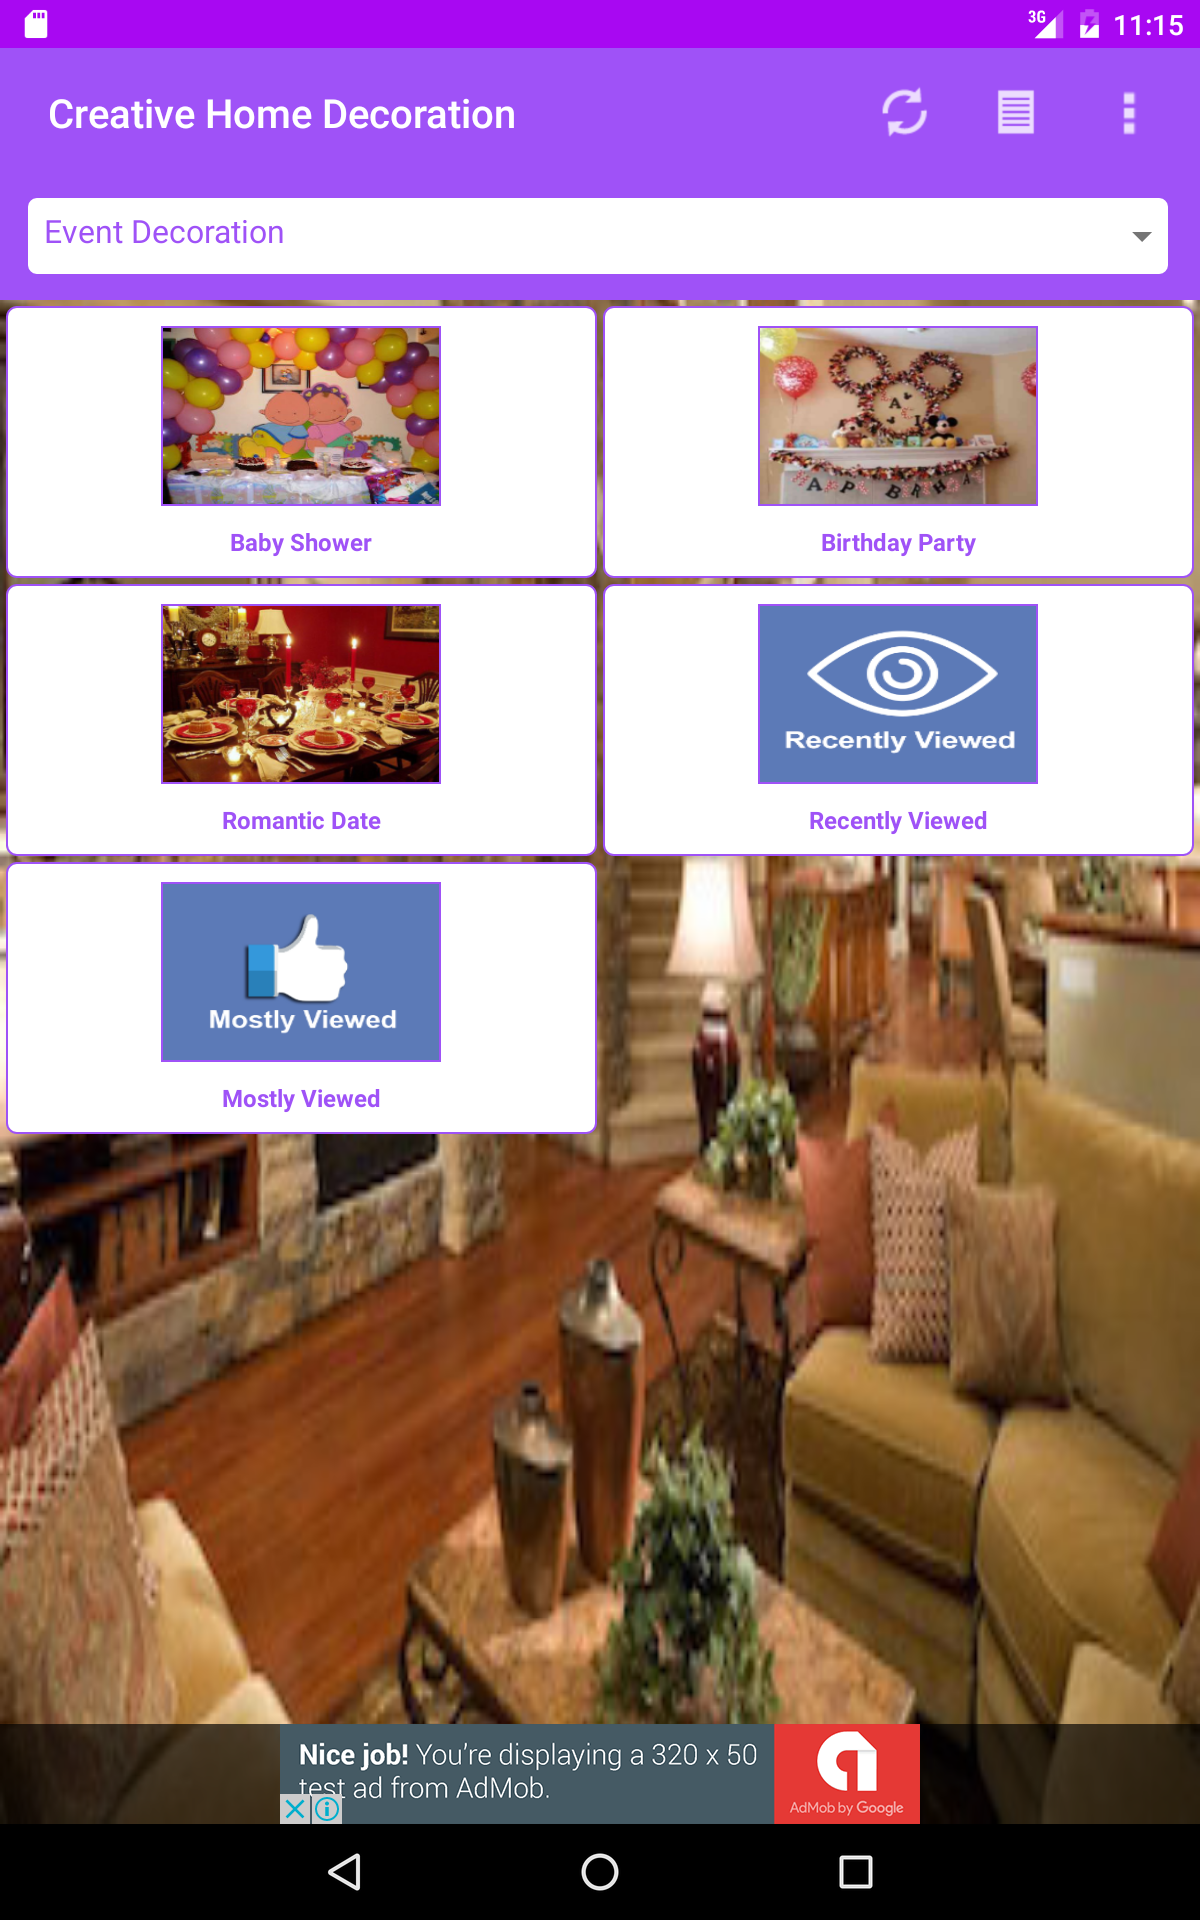 3G
11:15
Creative Home Decoration
Event Decoration
Baby Shower
Birthday Party
Romantic Date
Recently Viewed
Recently Viewed
Mostly Viewed
Mostly Viewed
Nice job! You're displaying a 320 x 50
test ad from AdMob.
AdMob by Google